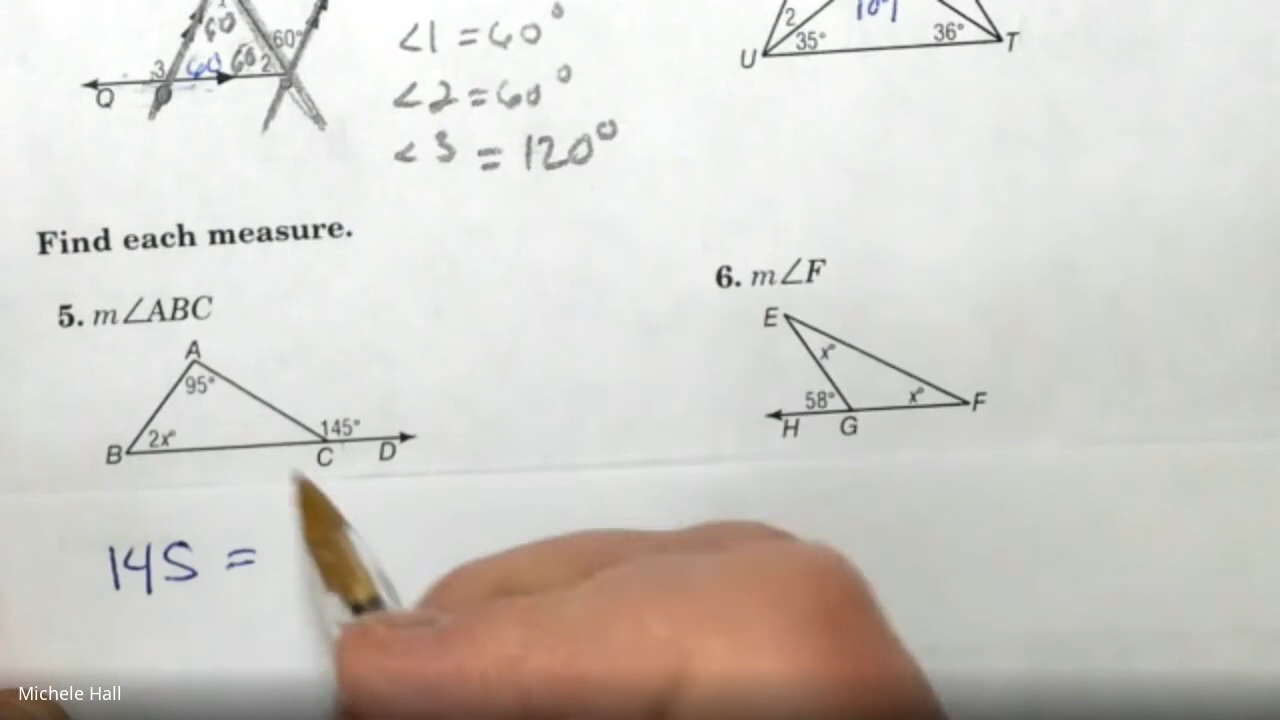 60
60°
3
60
60
2
Q
∠1 = 60°
∠2 = 60°
∠3 = 120°
2
109
35°
36°
U
T
Find each measure.
5. m∠ABC
A
95°
2x°
145°
B
C
D
145 =
6. m∠F
E
x°
58°
x°
F
H
G
Michele Hall